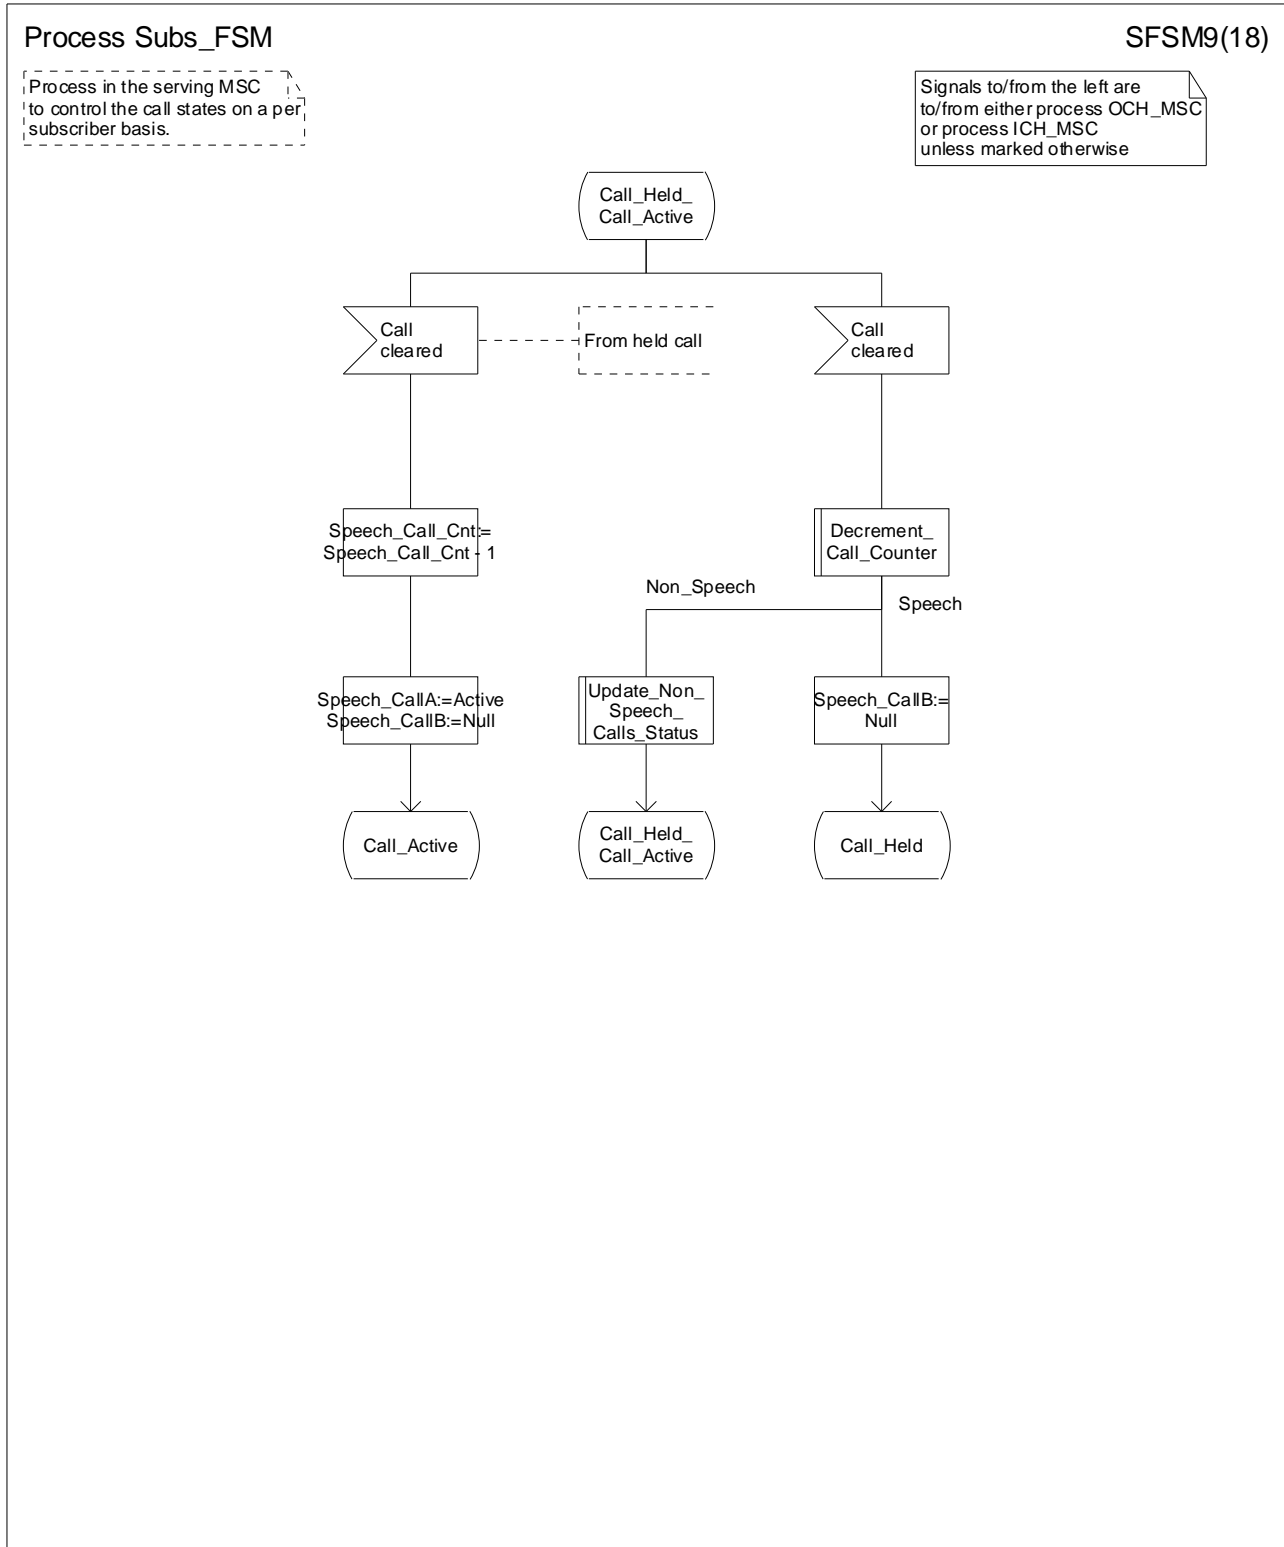 Process Subs_FSM
SFSM9(18)
Process in the serving MSC
to control the call states on a per
subscriber basis.
Signals to/from the left are
to/from either process OCH_MSC
or process ICH_MSC
unless marked otherwise
Call_Held_
Call_Active
Call
cleared
From held call
Call
cleared
Speech_Call_Cnt:=
Speech_Call_Cnt - 1
Decrement_
Call_Counter
Non_Speech
Speech
Speech_CallA:=Active
Speech_CallB:=Null
Update_Non_
Speech_
Calls_Status
Speech_CallB:=
Null
Call_Active
Call_Held_
Call_Active
Call_Held